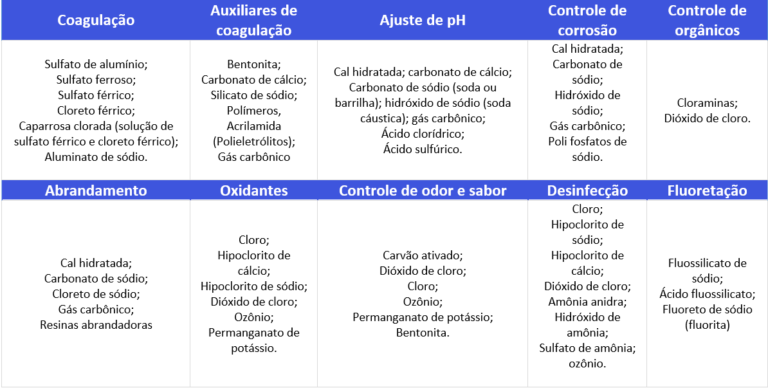 Coagulação
Sulfato de alumínio;
Sulfato ferroso;
Sulfato férrico;
Cloreto férrico;
Caparrosa clorada (solução de
sulfato férrico e cloreto férrico);
Aluminato de sódio.
Auxiliares de
coagulação
Bentonita;
Carbonato de cálcio;
Silicato de sódio;
Polímeros,
Acrilamida
(Polieletrólitos);
Gás carbônico
Ajuste de pH
Cal hidratada; carbonato de cálcio;
Carbonato de sódio (soda ou
barrilha); hidróxido de sódio (soda
cáustica); gás carbônico;
Ácido clorídrico;
Ácido sulfúrico.
Controle de
corrosão
Cal hidratada;
Carbonato de
sódio;
Hidróxido de
sódio;
Gás carbônico;
Poli fosfatos de
sódio.
Controle de
orgânicos
Cloraminas;
Dióxido de cloro.
Abrandamento
Cal hidratada;
Carbonato de sódio;
Cloreto de sódio;
Gás carbônico;
Resinas abrandadoras
Oxidantes
Cloro;
Hipoclorito de
cálcio;
Hipoclorito de sódio;
Dióxido de cloro;
Ozônio;
Permanganato de
potássio.
Controle de odor e sabor
Carvão ativado;
Dióxido de cloro;
Cloro;
Ozônio;
Permanganato de potássio;
Bentonita.
Desinfecção
Cloro;
Hipoclorito de
sódio;
Hipoclorito de
cálcio;
Dióxido de cloro;
Amônia anidra;
Hidróxido de
amônia;
Sulfato de amônia;
ozônio.
Fluoretação
Fluossilicato de
sódio;
Ácido fluossilicato;
Fluoreto de sódio
(fluorita)